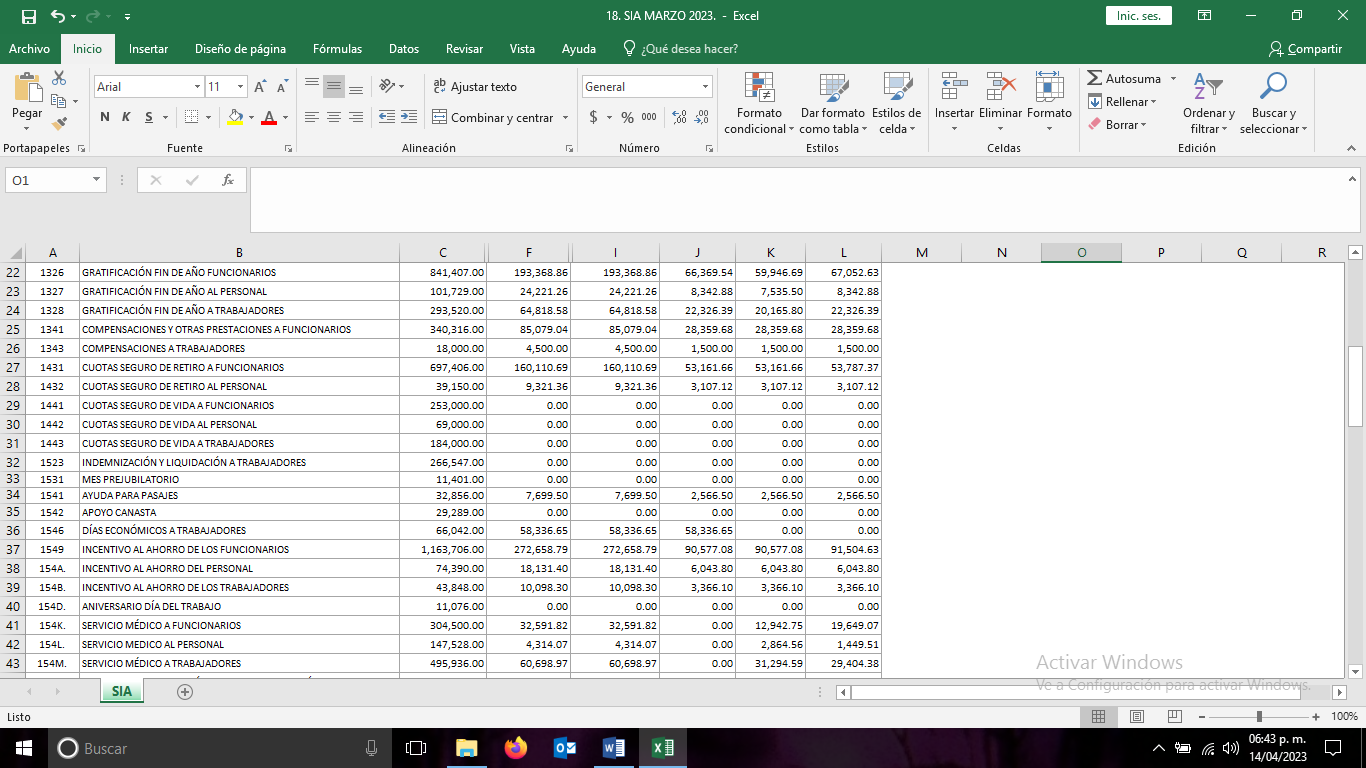 18. SIA MARZO 2023. - Excel
Inic. ses.
Archivo Inicio Insertar Diseño de página Fórmulas Datos Revisar Vista Ayuda ¿Qué desea hacer? Compartir
Pegar
Arial 11
N K S
Ajustar texto
Combinar y centrar
General
$ % 000
Formato condicional
Dar formato como tabla
Estilos de celda
Insertar Eliminar Formato
Autosuma
Rellenar
Borrar
Ordenar y filtrar
Buscar y seleccionar
Portapapeles Fuente Alineación Número Estilos Celdas Edición
O1 fx
A B C F I J K L M N O P Q R
22 1326 GRATIFICACIÓN FIN DE AÑO FUNCIONARIOS 841,407.00 193,368.86 193,368.86 66,369.54 59,946.69 67,052.63
23 1327 GRATIFICACIÓN FIN DE AÑO AL PERSONAL 101,729.00 24,221.26 24,221.26 8,342.88 7,535.50 8,342.88
24 1328 GRATIFICACIÓN FIN DE AÑO A TRABAJADORES 293,520.00 64,818.58 64,818.58 22,326.39 20,165.80 22,326.39
25 1341 COMPENSACIONES Y OTRAS PRESTACIONES A FUNCIONARIOS 340,316.00 85,079.04 85,079.04 28,359.68 28,359.68 28,359.68
26 1343 COMPENSACIONES A TRABAJADORES 18,000.00 4,500.00 4,500.00 1,500.00 1,500.00 1,500.00
27 1431 CUOTAS SEGURO DE RETIRO A FUNCIONARIOS 697,406.00 160,110.69 160,110.69 53,161.66 53,161.66 53,787.37
28 1432 CUOTAS SEGURO DE RETIRO AL PERSONAL 39,150.00 9,321.36 9,321.36 3,107.12 3,107.12 3,107.12
29 1441 CUOTAS SEGURO DE VIDA A FUNCIONARIOS 253,000.00 0.00 0.00 0.00 0.00 0.00
30 1442 CUOTAS SEGURO DE VIDA AL PERSONAL 69,000.00 0.00 0.00 0.00 0.00 0.00
31 1443 CUOTAS SEGURO DE VIDA A TRABAJADORES 184,000.00 0.00 0.00 0.00 0.00 0.00
32 1523 INDEMNIZACIÓN Y LIQUIDACIÓN A TRABAJADORES 266,547.00 0.00 0.00 0.00 0.00 0.00
33 1531 MES PREJUBILATORIO 11,401.00 0.00 0.00 0.00 0.00 0.00
34 1541 AYUDA PARA PASAJES 32,856.00 7,699.50 7,699.50 2,566.50 2,566.50 2,566.50
35 1542 APOYO CANASTA 29,289.00 0.00 0.00 0.00 0.00 0.00
36 1546 DÍAS ECONÓMICOS A TRABAJADORES 66,042.00 58,336.65 58,336.65 58,336.65 0.00 0.00
37 1549 INCENTIVO AL AHORRO DE LOS FUNCIONARIOS 1,163,706.00 272,658.79 272,658.79 90,577.08 90,577.08 91,504.63
38 154A. INCENTIVO AL AHORRO DEL PERSONAL 74,390.00 18,131.40 18,131.40 6,043.80 6,043.80 6,043.80
39 154B. INCENTIVO AL AHORRO DE LOS TRABAJADORES 43,848.00 10,098.30 10,098.30 3,366.10 3,366.10 3,366.10
40 154D. ANIVERSARIO DÍA DEL TRABAJO 11,076.00 0.00 0.00 0.00 0.00 0.00
41 154K. SERVICIO MÉDICO A FUNCIONARIOS 304,500.00 32,591.82 32,591.82 0.00 12,942.75 19,649.07
42 154L. SERVICIO MEDICO AL PERSONAL 147,528.00 4,314.07 4,314.07 0.00 2,864.56 1,449.51
43 154M. SERVICIO MÉDICO A TRABAJADORES 495,936.00 60,698.97 60,698.97 0.00 31,294.59 29,404.38
Activar Windows
Ve a Configuración para activar Windows.
SIA
Listo 100%
Buscar
06:43 p. m.
14/04/2023